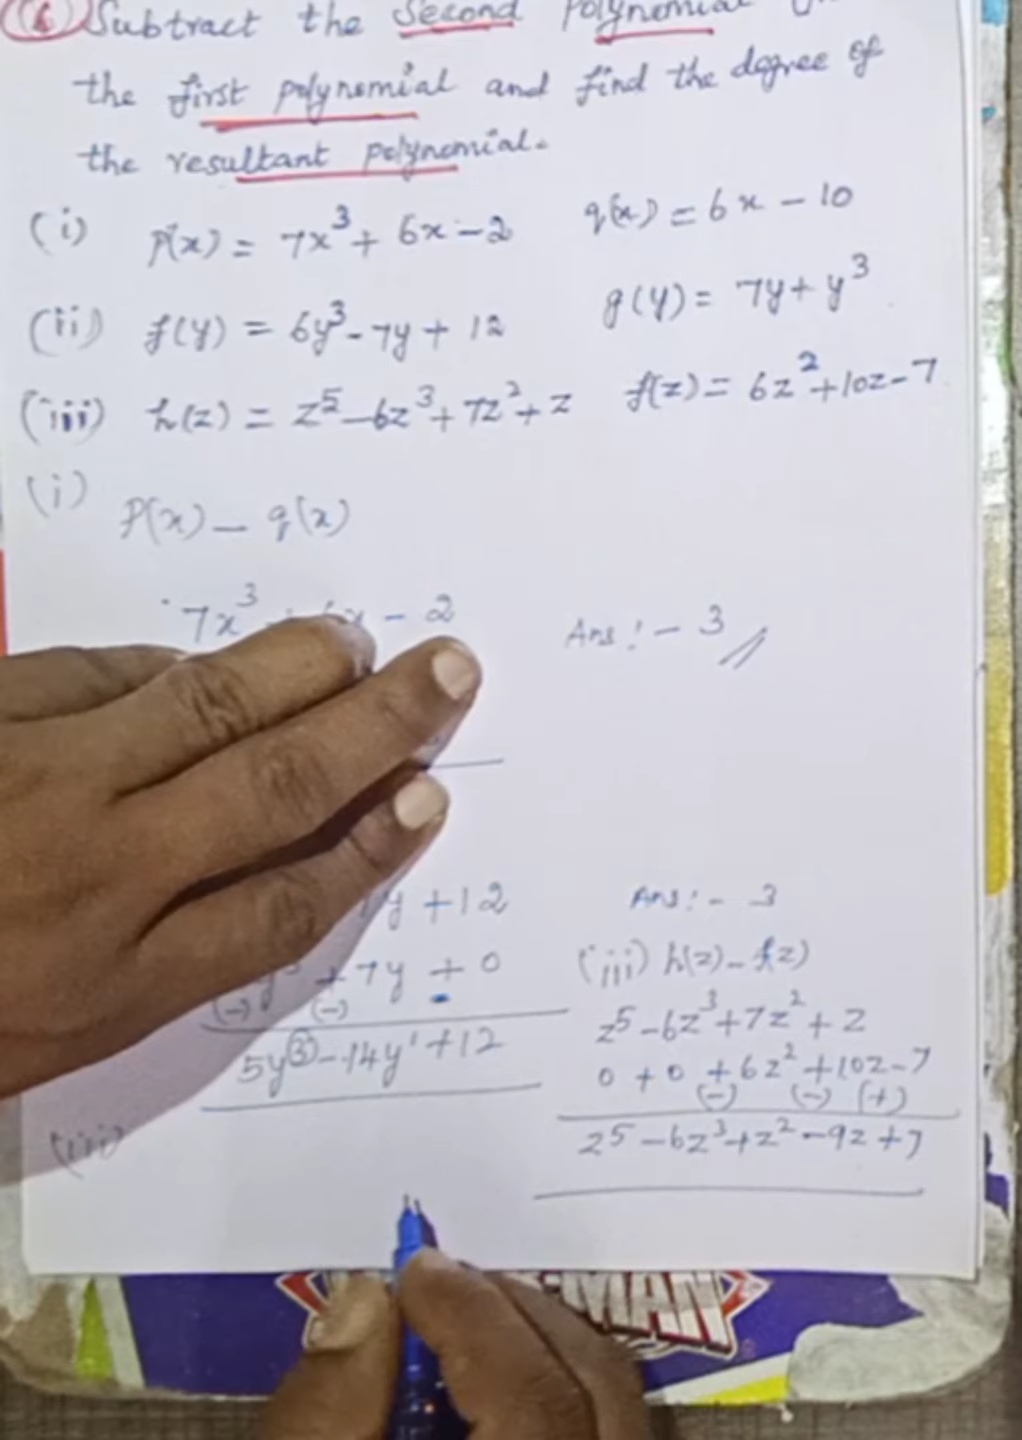 (6) Subtract the Second Polynomial
the first polynomial and find the degree of
the resultant polynomial.
(i) P(x) = 7x³ + 6x - 2 q(x) = 6x - 10
(ii) f(y) = 6y³ - 7y + 12 g(y) = 7y + y³
(iii) h(z) = z⁵ - 6z³ + 7z² + z f(z) = 6z² + 10z - 7
(i) P(x) - q(x)
7x³ - 2 Ans: - 3
y + 12
+ 7y + 0
(-) (-)
5y³ - 14y¹ + 12
(iii)
Ans: - 3
(iii) h(z) - f(z)
z⁵ - 6z³ + 7z² + z
0 + 0 + 6z² + 10z - 7
(-) (-) (+)
z⁵ - 6z³ + z² - 9z + 7
MAN